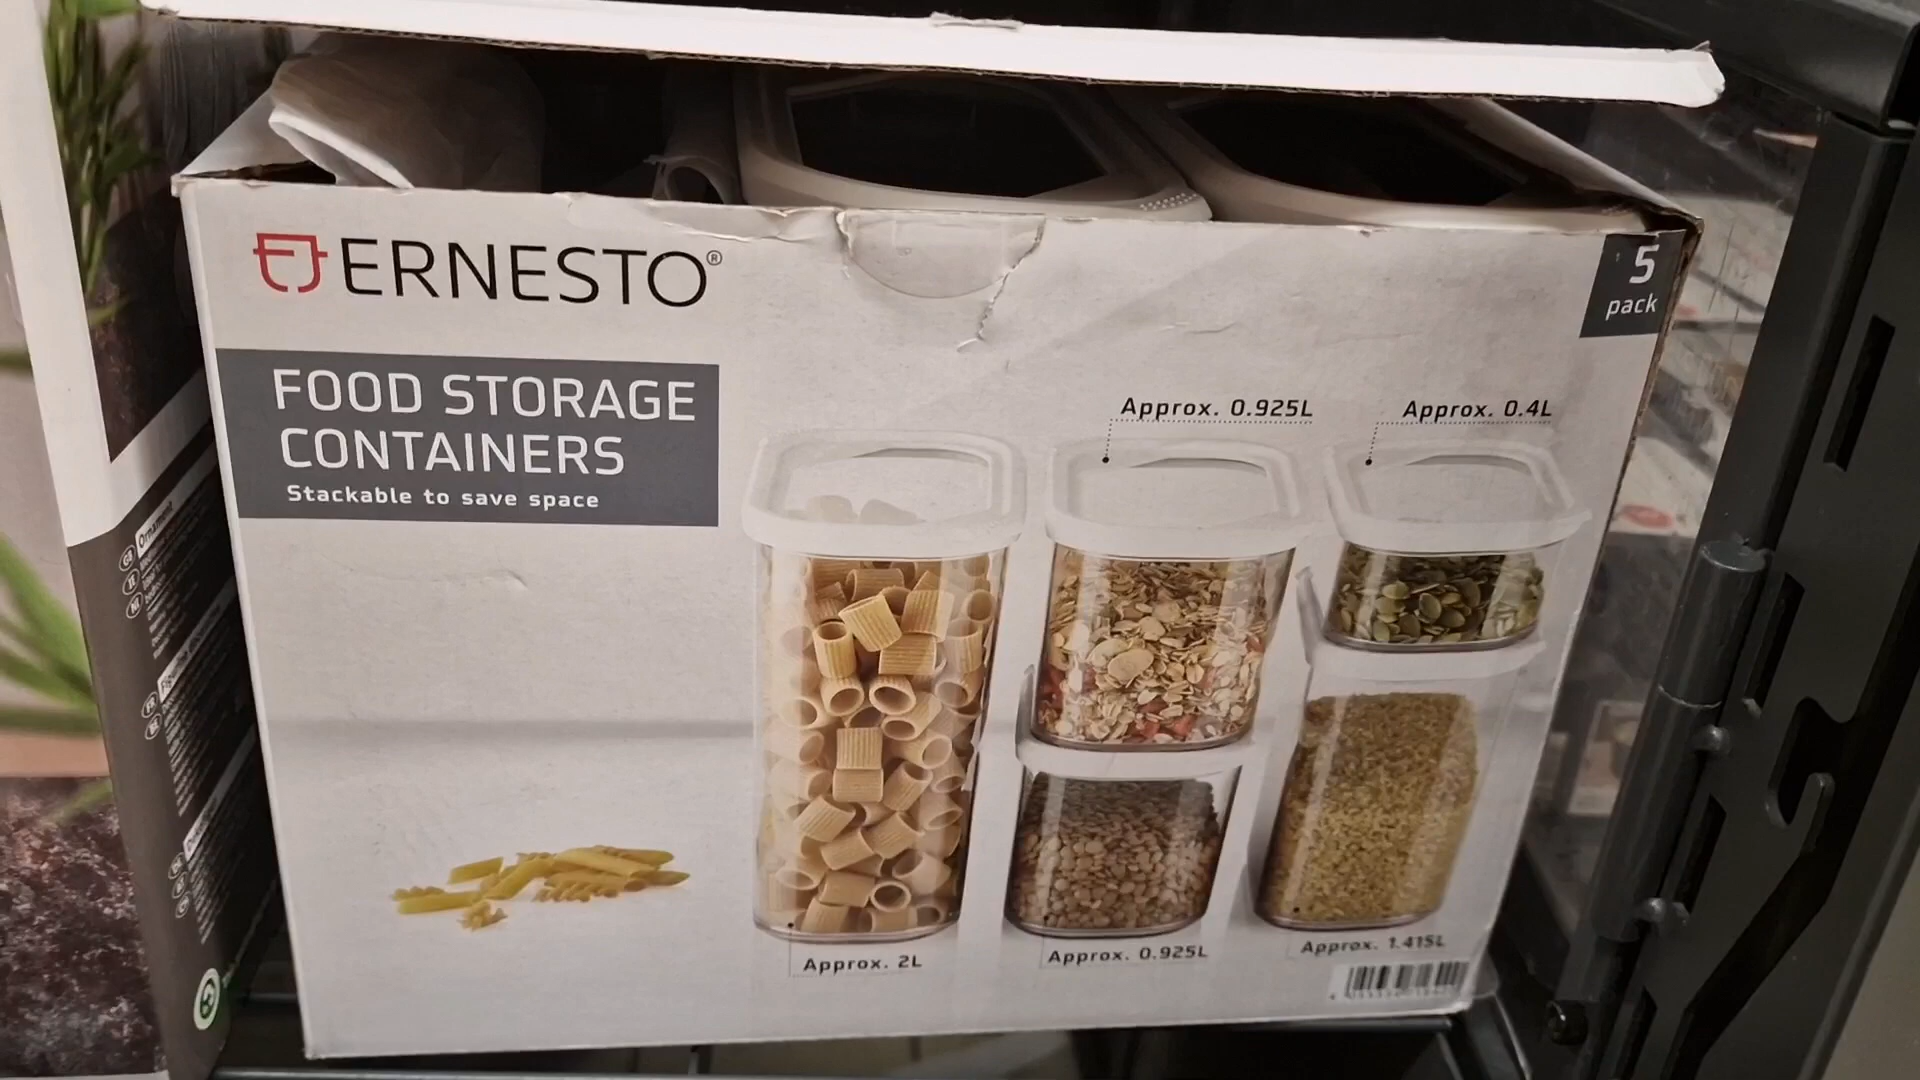 ERNESTO®
5
pack
FOOD STORAGE
CONTAINERS
Stackable to save space
Approx. 0.925L
Approx. 0.4L
Approx. 2L
Approx. 0.925L
Approx. 1.415L
Ornament